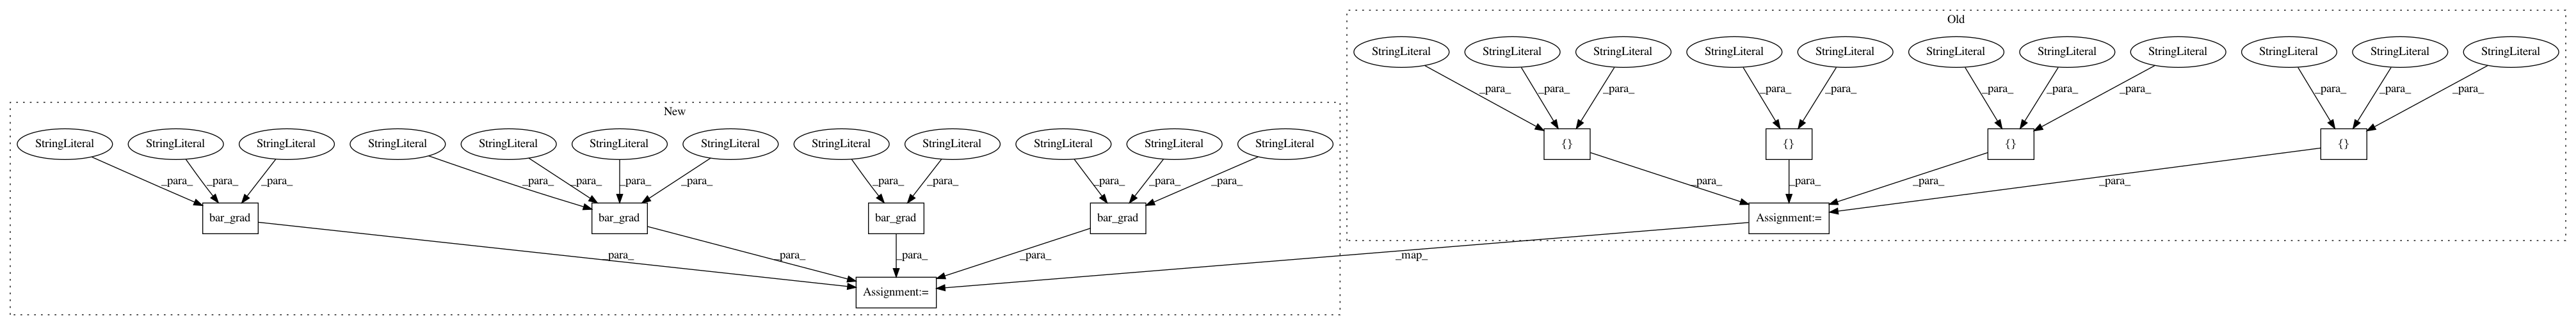 Old
StringLiteral StringLiteral StringLiteral StringLiteral StringLiteral StringLiteral StringLiteral StringLiteral StringLiteral StringLiteral StringLiteral
_para_ _para_ _para_ _para_ _para_ _para_ _para_ _para_ _para_ _para_ _para_
New
StringLiteral StringLiteral StringLiteral StringLiteral StringLiteral StringLiteral StringLiteral StringLiteral StringLiteral StringLiteral StringLiteral StringLiteral {} {} {} {}
_para_ _para_ _para_ _para_ _para_ _para_ _para_ _para_ _para_ _para_ _para_ _para_ _para_ _para_ _para_ _para_
bar_grad bar_grad bar_grad bar_grad Assignment:=
_para_ _para_ _para_ _para_ _map_
Assignment:=